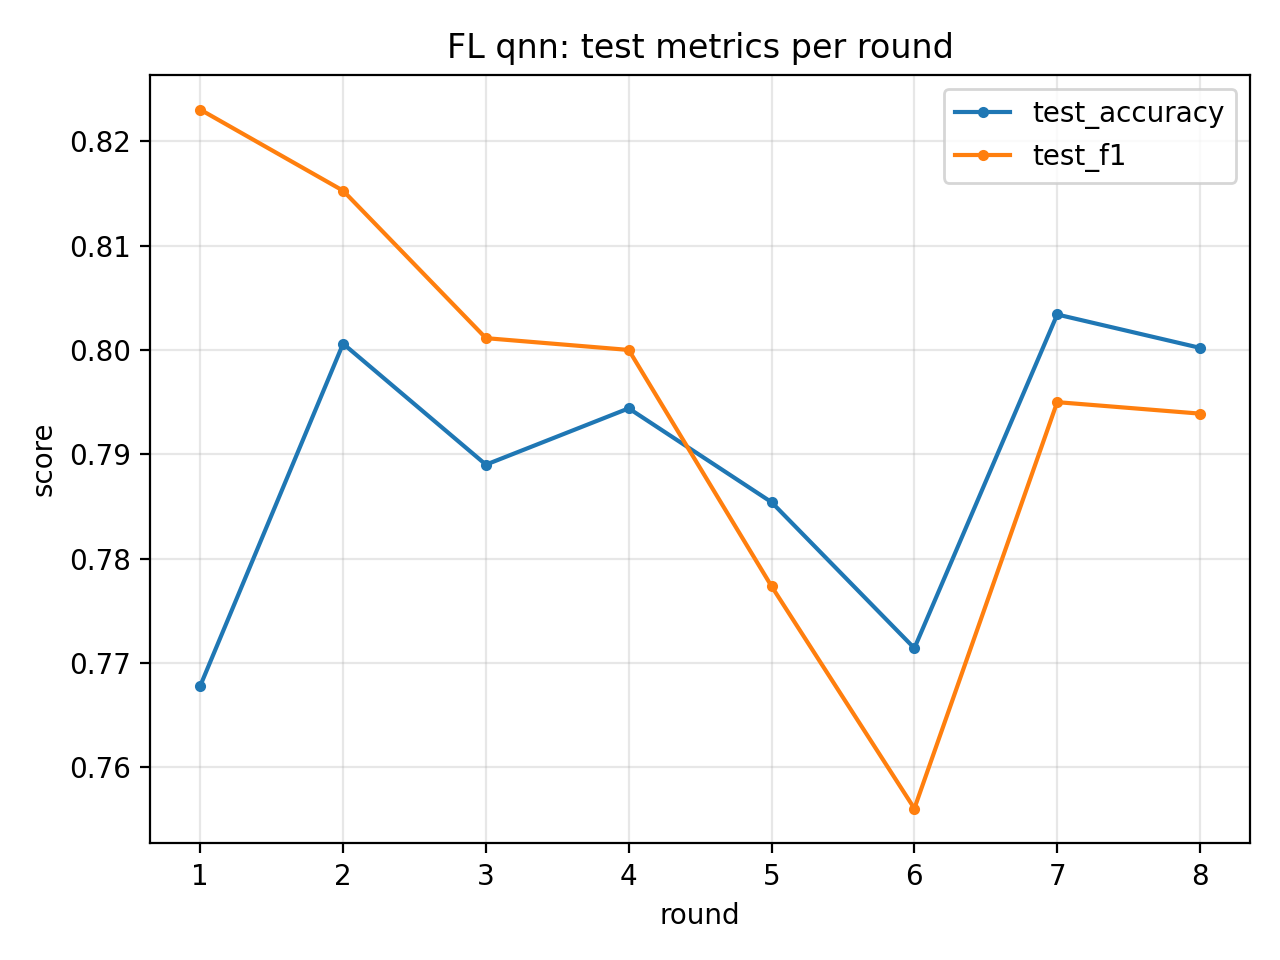 FL qnn: test metrics per round
test_accuracy
test_f1
0.82
0.81
0.80
0.79
0.78
0.77
0.76
score
1 2 3 4 5 6 7 8
round